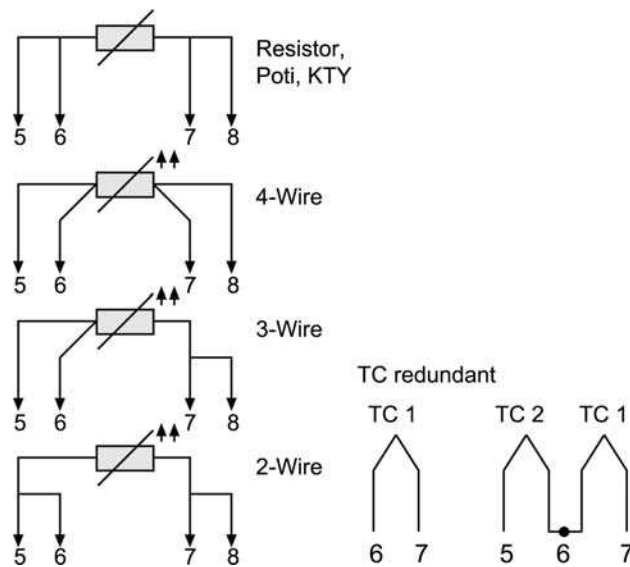 Resistor,
Poti, KTY
5 6 7 8
4-Wire
5 6 7 8
3-Wire
5 6 7 8
2-Wire
5 6 7 8
TC redundant
TC 1 TC 2 TC 1
6 7 5 6 7